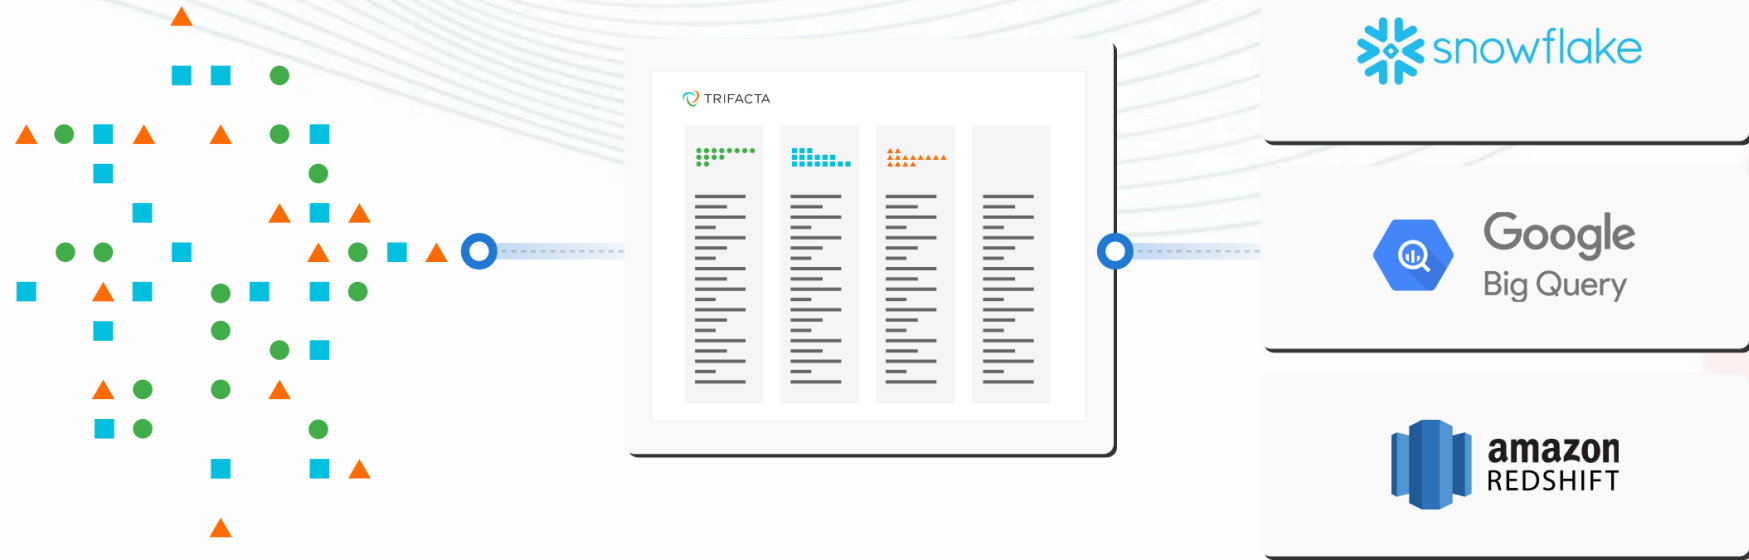 TRIFACTA
snowflake
Google
Big Query
amazon
REDSHIFT